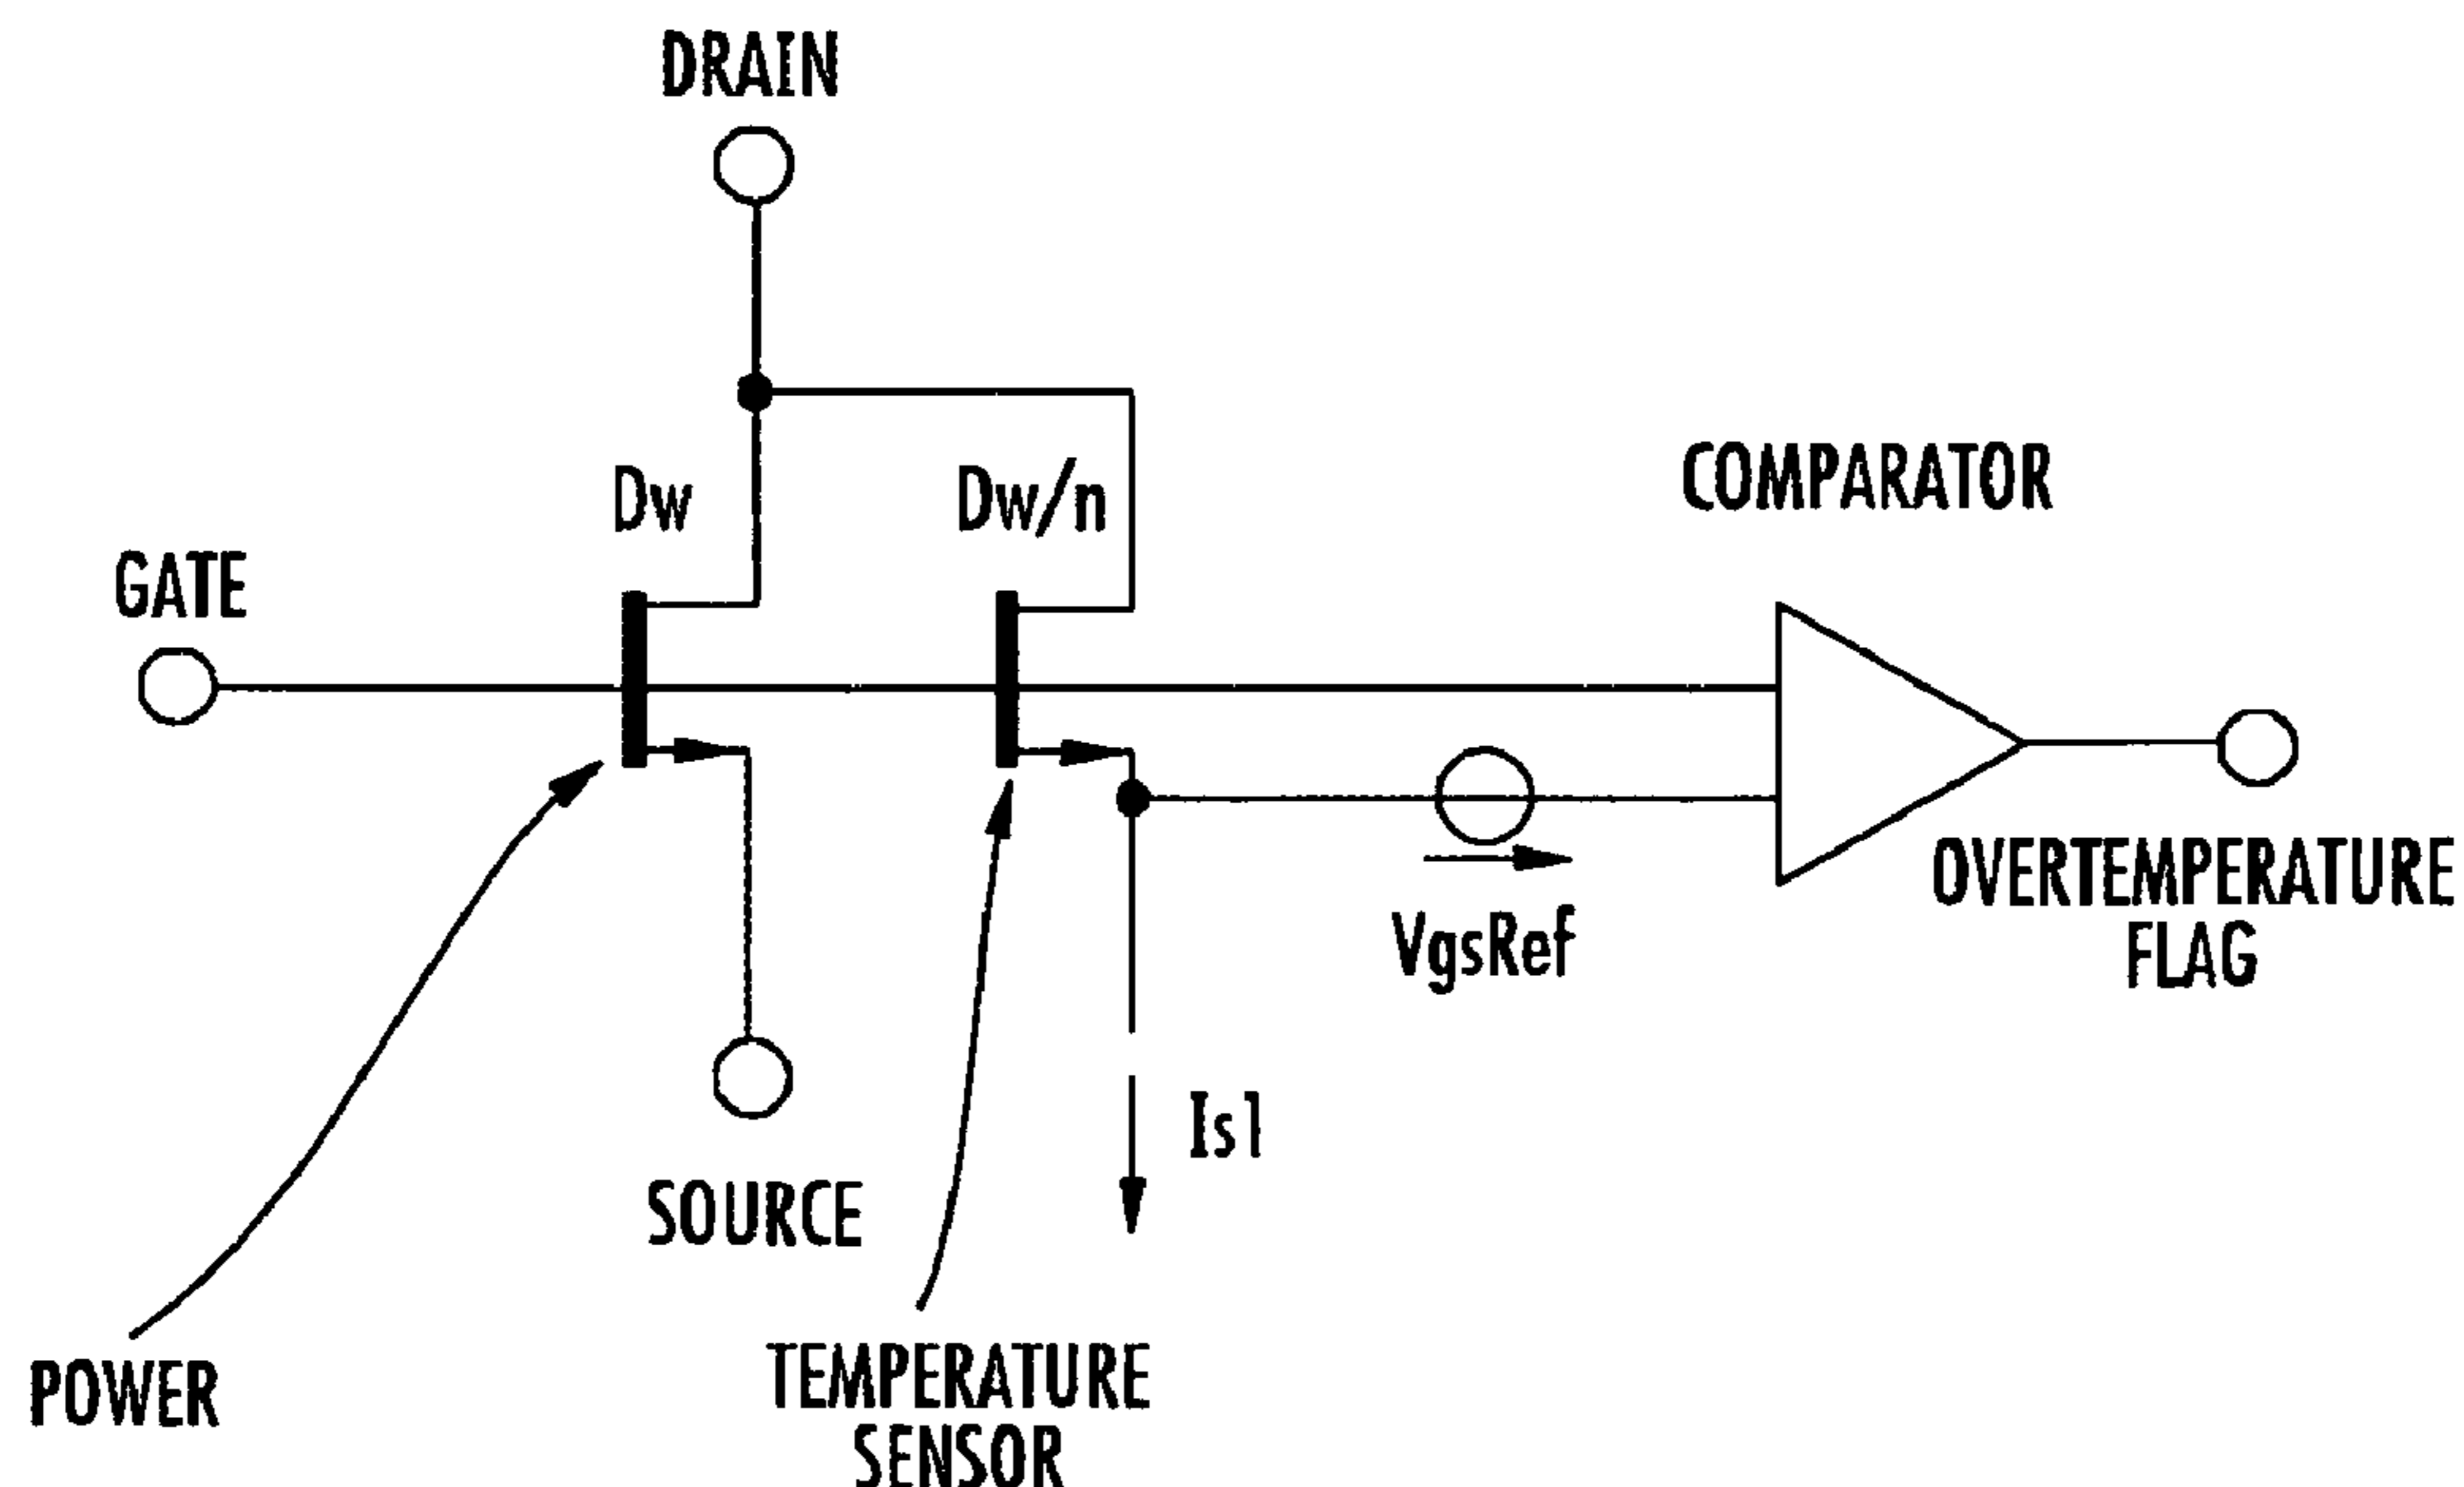 DRAIN
Dw
Dw/n
COMPARATOR
GATE
OVERTEMPERATURE
FLAG
VgsRef
Is1
SOURCE
POWER
TEMPERATURE
SENSOR